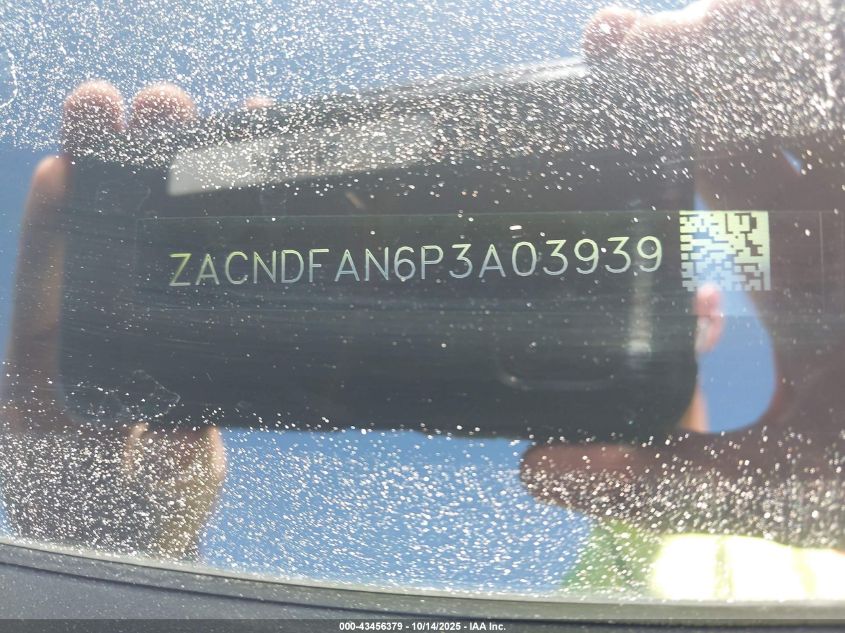 ZACNDFAN6P3A03939
000-43456379 - 10/14/2025 - IAA Inc.